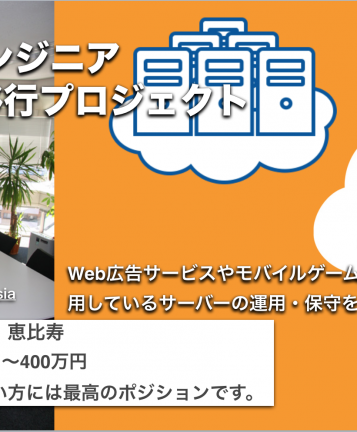 ンジニア
移行プロジェクト
Web広告サービスやモバイルゲーム
sia
用しているサーバーの運用・保守を
恵比寿
～400万円
い方には最高のポジションです。